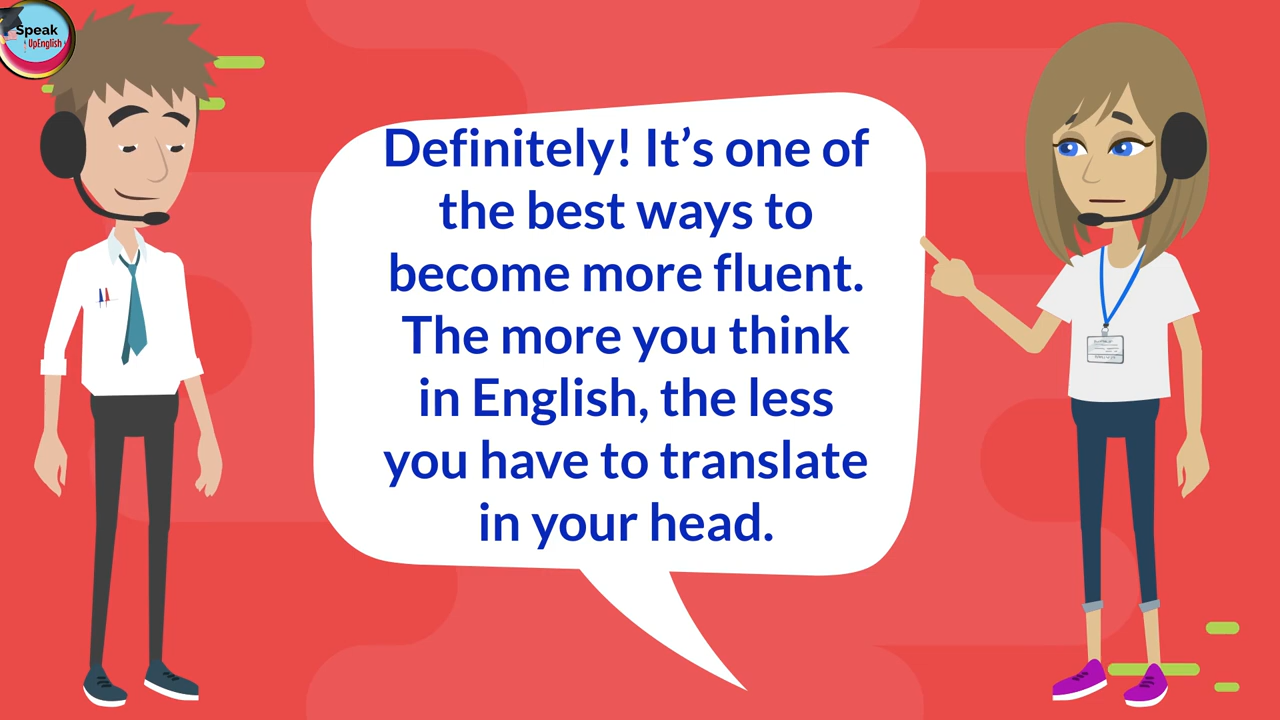 Speak
UpEnglish
Definitely! It’s one of
the best ways to
become more fluent.
The more you think
in English, the less
you have to translate
in your head.